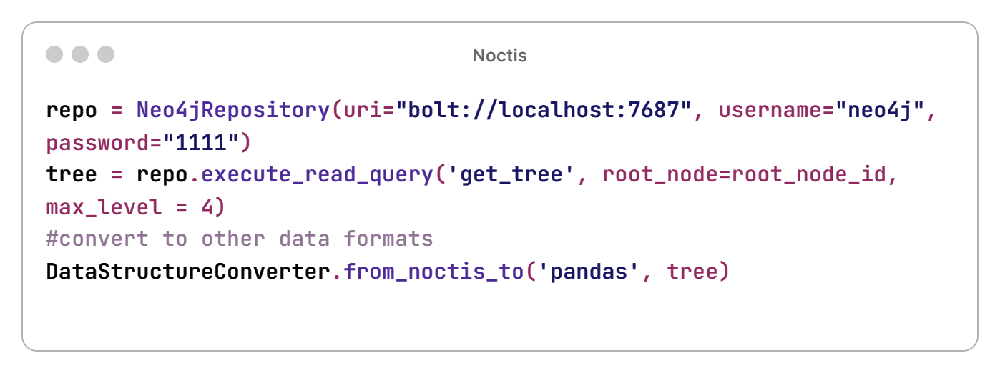 Noctis
repo = Neo4jRepository(uri="bolt://localhost:7687", username="neo4j",
password="1111")
tree = repo.execute_read_query('get_tree', root_node=root_node_id,
max_level = 4)
#convert to other data formats
DataStructureConverter.from_noctis_to('pandas', tree)